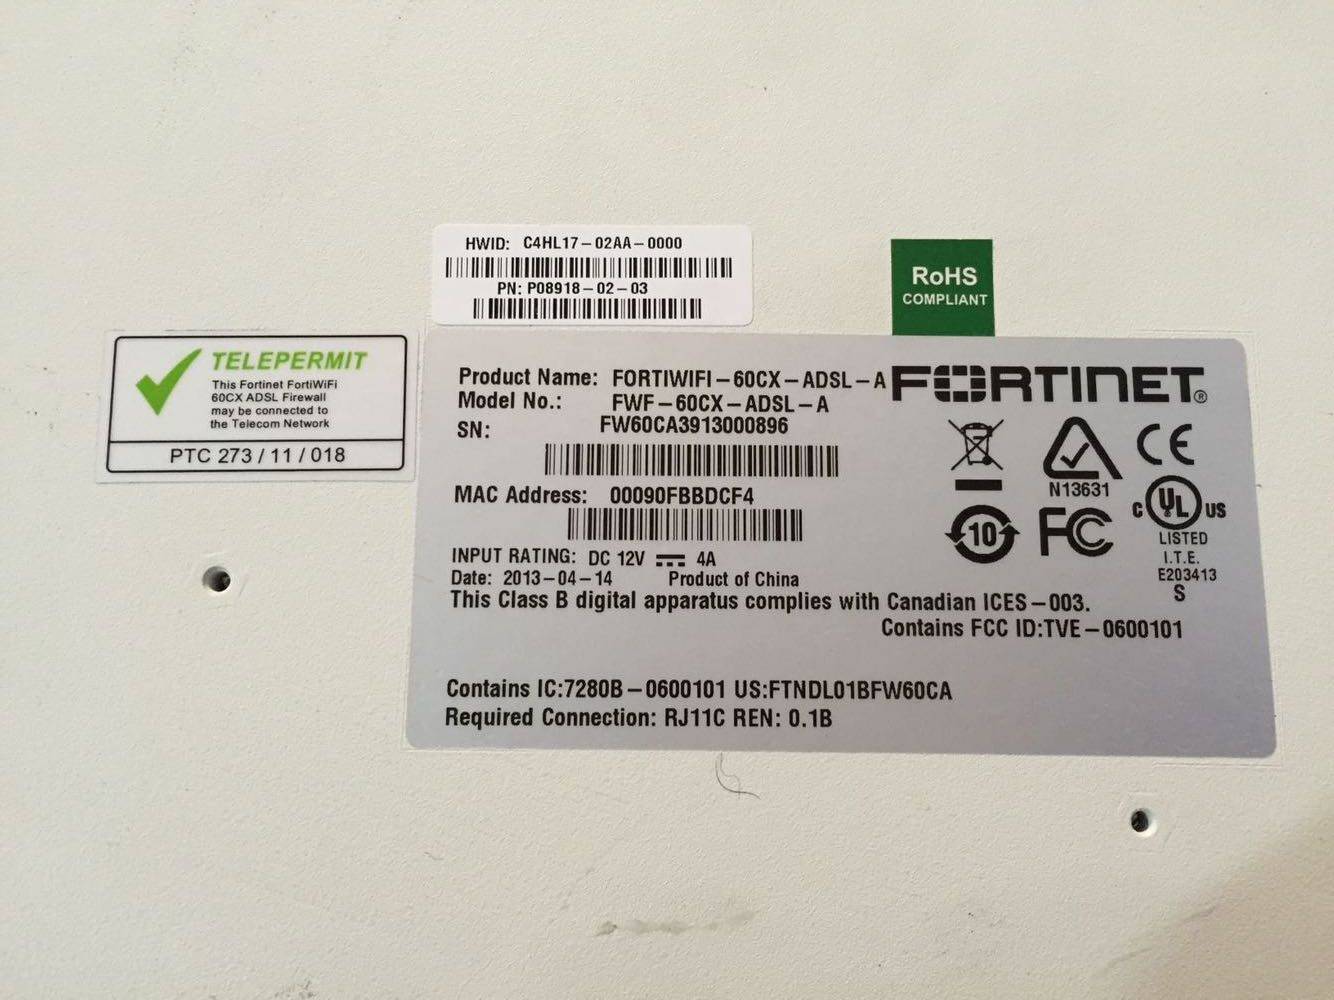 HWID: C4HL17-02AA-0000
PN: P08918-02-03
RoHS
COMPLIANT
TELEPERMIT
This Fortinet FortiWiFi
60CX ADSL Firewall
may be connected to
the Telecom Network
PTC 273 / 11 / 018
Product Name: FORTIWIFI-60CX-ADSL-A
FORTINET®
Model No.: FWF-60CX-ADSL-A
SN: FW60CA3913000896
N13631
CE
MAC Address: 00090FBBDCF4
10
FC
C UL US
LISTED
I.T.E.
E203413
S
INPUT RATING: DC 12V 4A
Date: 2013-04-14 Product of China
This Class B digital apparatus complies with Canadian ICES-003.
Contains FCC ID:TVE-0600101
Contains IC:7280B-0600101 US:FTNDL01BFW60CA
Required Connection: RJ11C REN: 0.1B